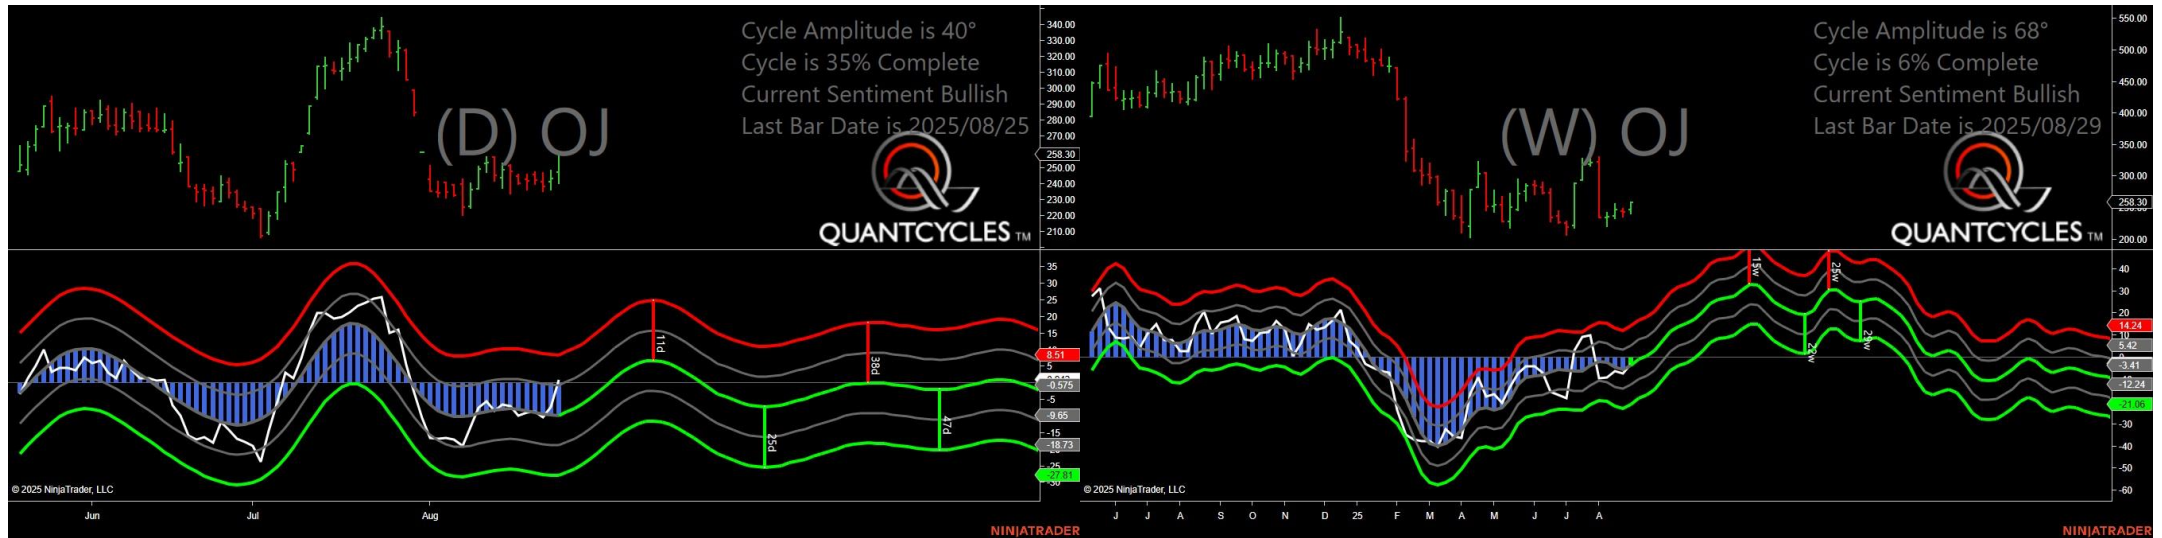 Cycle Amplitude is 40°
Cycle is 35% Complete
Current Sentiment Bullish
Last Bar Date is 2025/08/25
(D) OJ
QUANTCYCLES TM
340.00
330.00
320.00
310.00
300.00
290.00
280.00
270.00
258.30
250.00
240.00
230.00
220.00
210.00
35
30
25
20
15
8.51
5
-0.575
-5
-9.65
-15
-18.73
-25
-27.81
-30
11d
25d
38d
47d
© 2025 NinjaTrader, LLC
Jun
Jul
Aug
NINJATRADER
Cycle Amplitude is 68°
Cycle is 6% Complete
Current Sentiment Bullish
Last Bar Date is 2025/08/29
(W) OJ
QUANTCYCLES TM
550.00
500.00
450.00
400.00
350.00
300.00
258.30
200.00
40
30
20
14.24
10
5.42
-3.41
-12.24
-21.06
-30
-40
-50
-60
15w
22w
25w
29w
© 2025 NinjaTrader, LLC
J
J
A
S
O
N
D
25
F
M
A
M
J
J
A
NINJATRADER